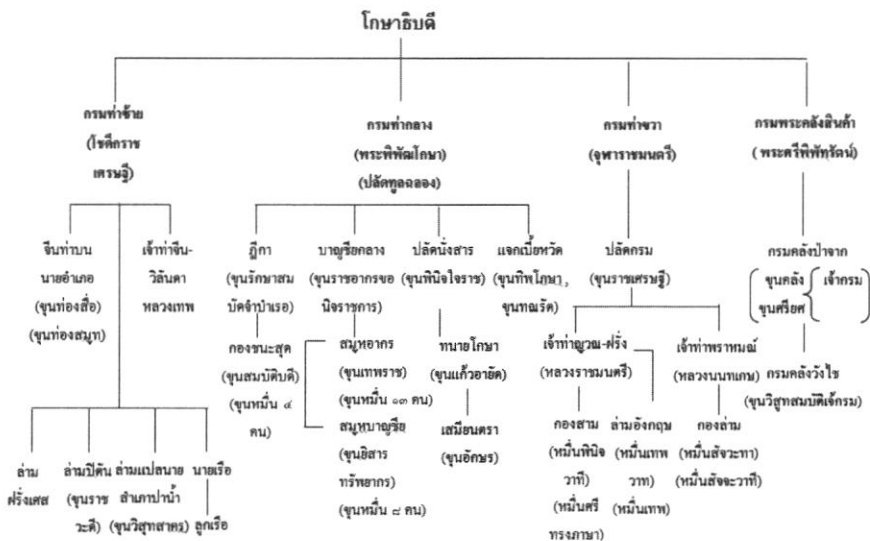 โกษาธิบดี
กรมท่าซ้าย
(โชดึกราช
เศรษฐี)
กรมท่ากลาง
(พระพิพัฒโกษา)
(ปลัดทูลฉลอง)
กรมท่าขวา
(จุฬาราชมนตรี)
กรมพระคลังสินค้า
(พระศรีพิพัทรัตน์)
จีนท่าบน
นายอำเภอ
(ขุนท่องสื่อ)
(ขุนท่องสมุท)
เจ้าท่าจีน-
วิลันดา
หลวงเทพ
ฎีกา
(ขุนรักษาสม
บัดจำบำเรอ)
บาญชียกลาง
(ขุนราชอากรขอ
นิจราชการ)
ปลัดนั่งสาร
(ขุนพินิจใจราช)
แจกเบี้ยหวัด
(ขุนทิพโกษา,
ขุนทณรัด)
ปลัดกรม
(ขุนราชเศรษฐี)
กรมคลังป่าจาก
ขุนคลัง
ขุนศรียศ
เจ้ากรม
กองชนะสุด
(ขุนสมบัติบดี)
(ขุนหมื่น ๔
คน)
สมุหอากร
(ขุนเทพราช)
(ขุนหมื่น ๑๓ คน)
สมุหบาญชีย
(ขุนยิสาร
ทรัพยากร)
(ขุนหมื่น ๘ คน)
ทนายโกษา
(ขุนแก้วอายัด)
เสมียนตรา
(ขุนอักษร)
เจ้าท่าญวณ-ฝรั่ง
(หลวงราชมนตรี)
เจ้าท่าพราหมณ์
(หลวงนนทเกษ)
กรมคลังวังไช
(ขุนวิสูทสมบัติเจ้กรม)
ล่าม
ฝรั่งเศส
ล่ามปิตัน
(ขุนราช
วะดี)
ล่ามแปลนาย
สำเภาปาน้ำ
(ขุนวิสูทสาคร)
นายเรือ
ลูกเรือ
กองสาม
(หมื่นพินิจ
วาที)
(หมื่นศรี
ทรงภาษา)
ล่ามอังกฤษ
(หมื่นเทพ
วาท)
(หมื่นเทพ)
กองล่าม
(หมื่นสัจวะทา)
(หมื่นสัจจะวาที)